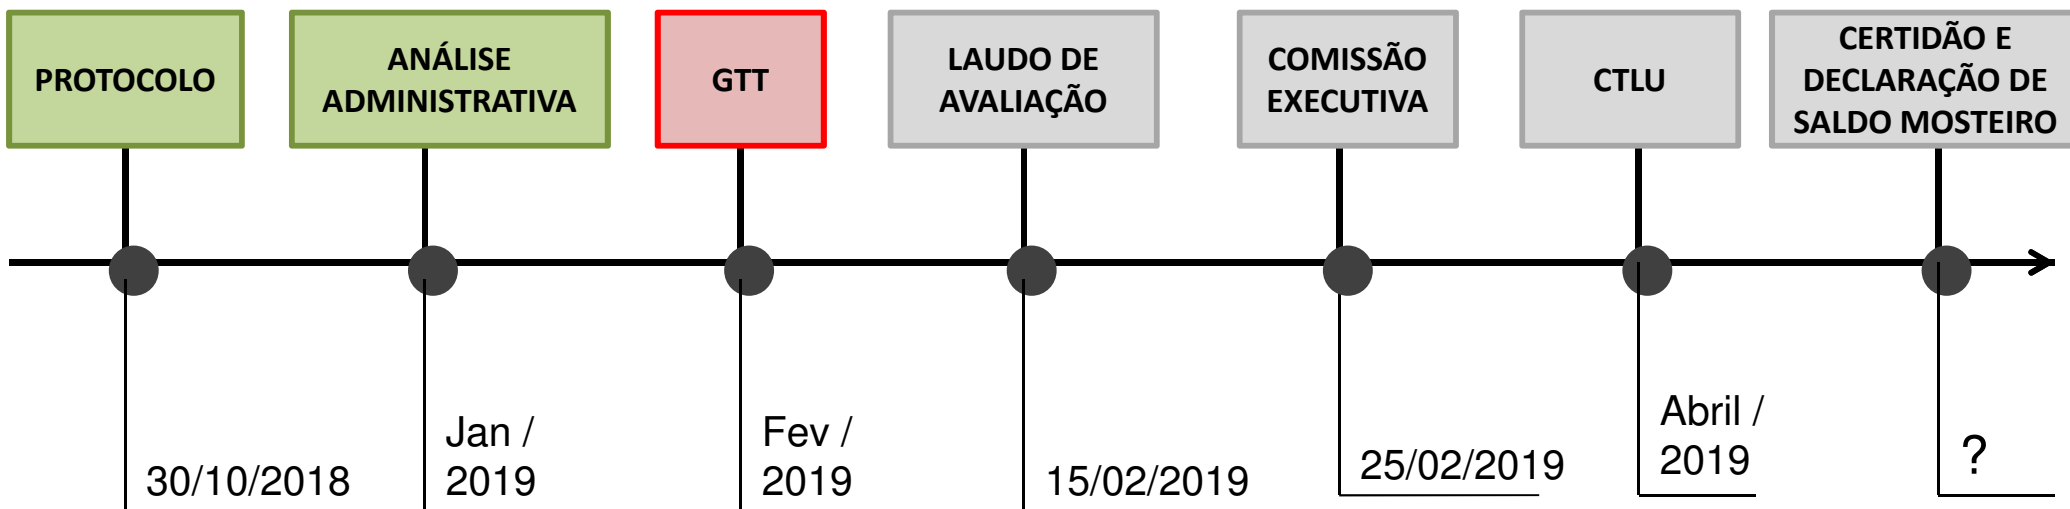 PROTOCOLO
ANÁLISE
ADMINISTRATIVA
GTT
LAUDO DE
AVALIAÇÃO
COMISSÃO
EXECUTIVA
CTLU
CERTIDÃO E
DECLARAÇÃO DE
SALDO MOSTEIRO
30/10/2018
Jan /
2019
Fev /
2019
15/02/2019
25/02/2019
Abril /
2019
?